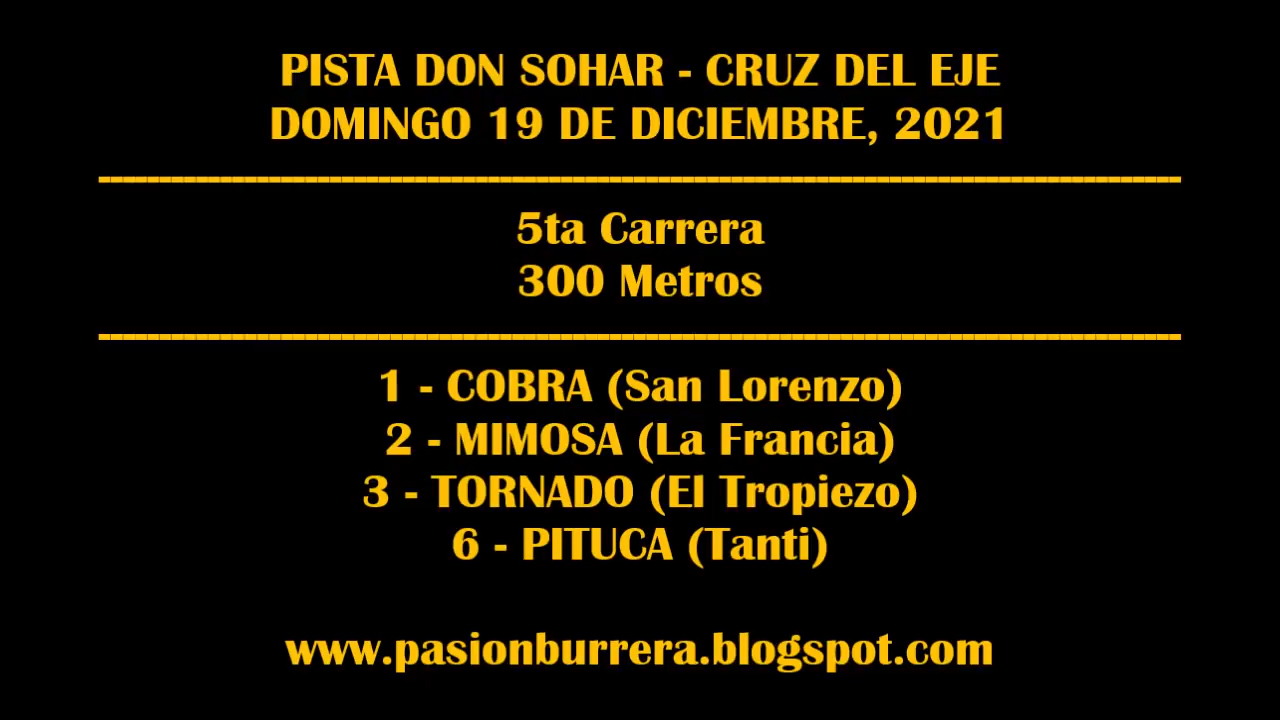 PISTA DON SOHAR - CRUZ DEL EJE
DOMINGO 19 DE DICIEMBRE, 2021
5ta Carrera
300 Metros
1 - COBRA (San Lorenzo)
2 - MIMOSA (La Francia)
3 - TORNADO (El Tropiezo)
6 - PITUCA (Tanti)
www.pasionburrera.blogspot.com